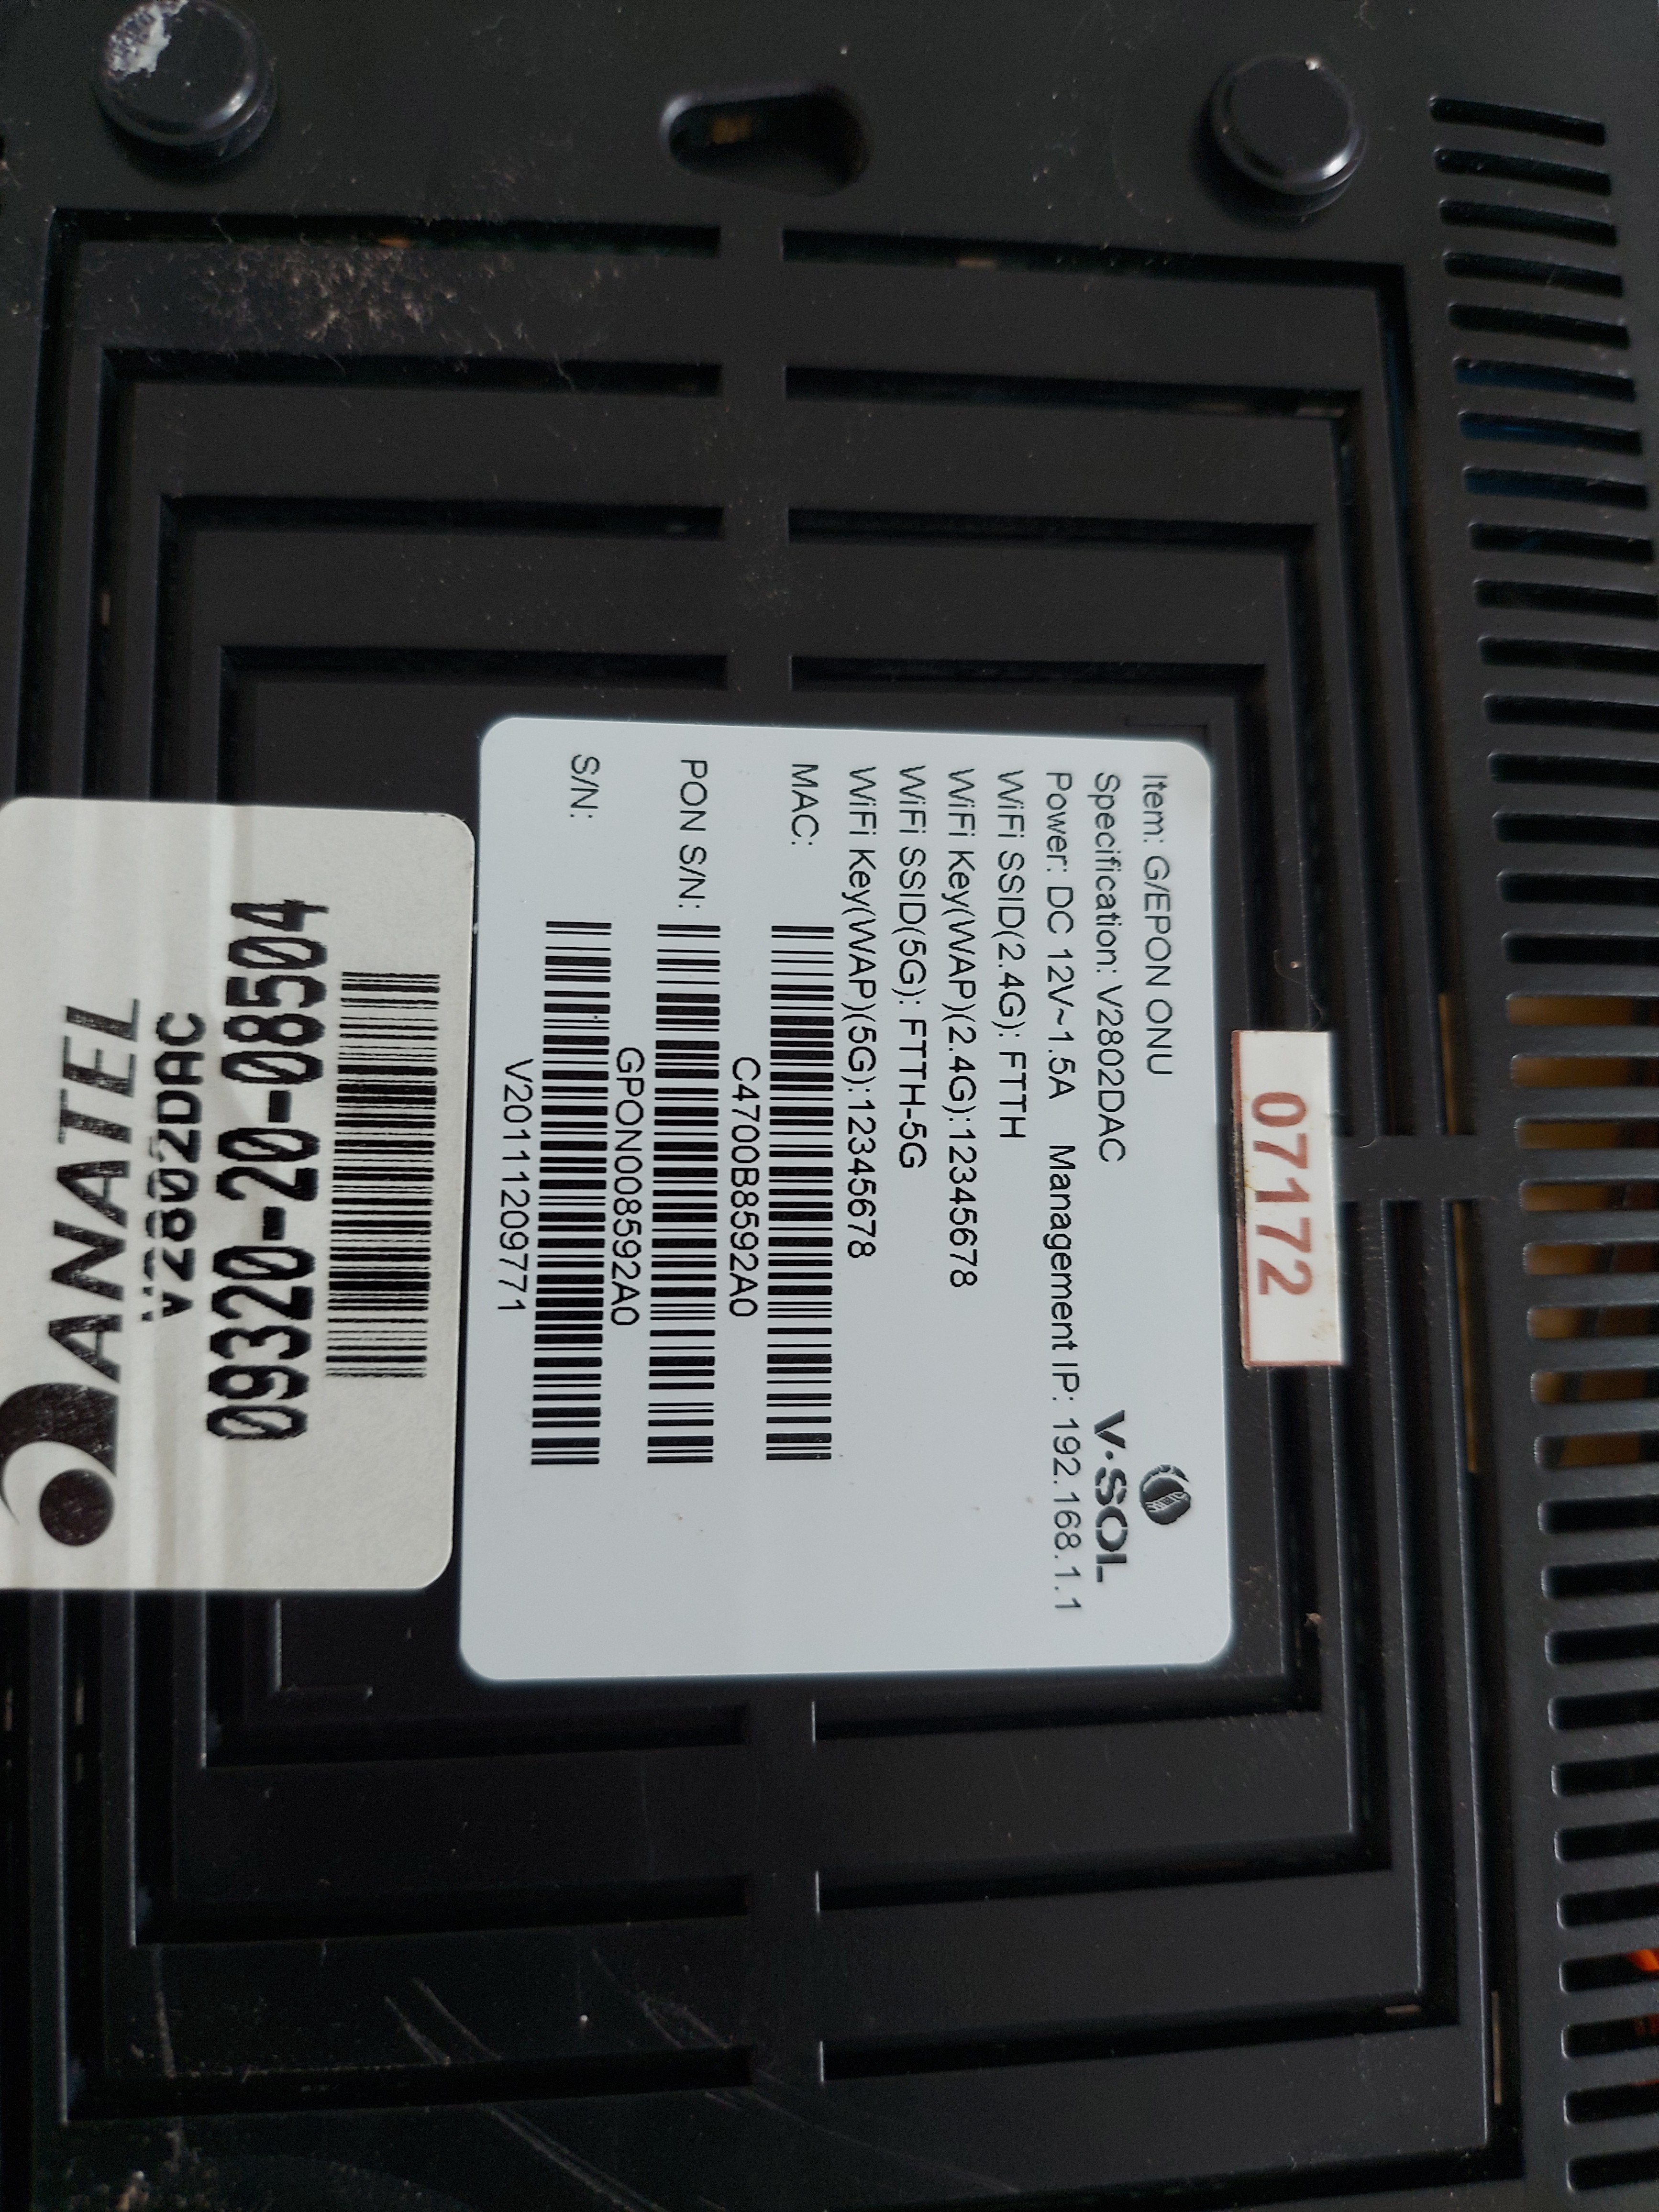 07172
V·SOL
Item: G/EPON ONU
Specification: V2802DAC
Power: DC 12V~1.5A Management IP: 192.168.1.1
WiFi SSID(2.4G): FTTH
WiFi Key(WAP)(2.4G):12345678
WiFi SSID(5G): FTTH-5G
WiFi Key(WAP)(5G):12345678
MAC:
C4700B8592A0
PON S/N:
GPON008592A0
S/N:
V20111209771
09320-20-08504
V2802DAC
ANATEL